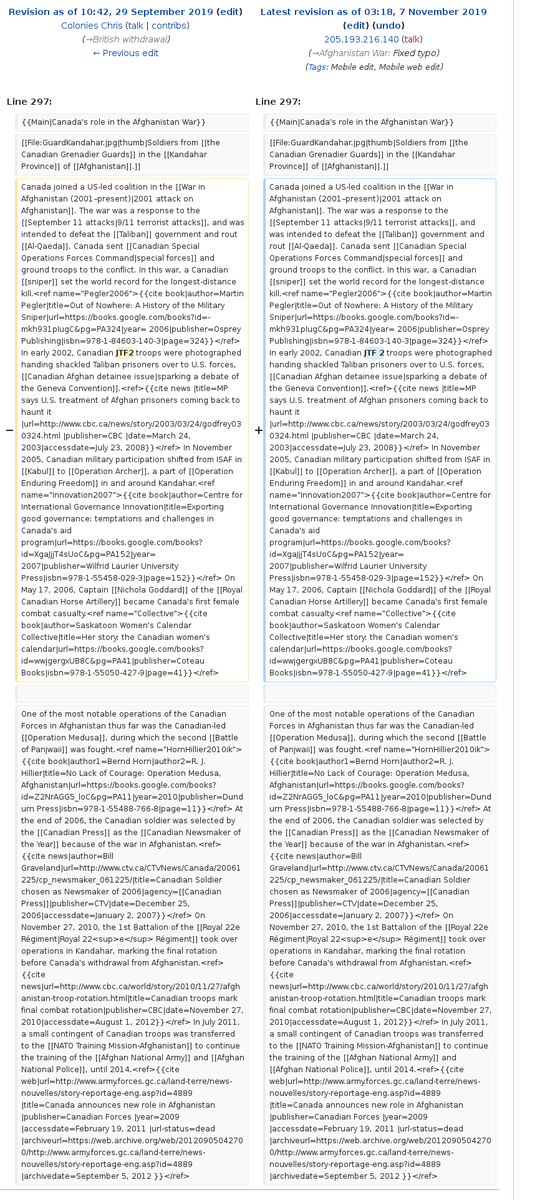 Revision as of 10:42, 29 September 2019 (edit)
Colonies Chris (talk | contribs)
(→British withdrawal)
← Previous edit
Latest revision as of 03:18, 7 November 2019
(edit) (undo)
205.193.216.140 (talk)
(→Afghanistan War: Fixed typo)
(Tags: Mobile edit, Mobile web edit)
Line 297:
Line 297:
{{Main|Canada's role in the Afghanistan War}}
{{Main|Canada's role in the Afghanistan War}}
[[File:GuardKandahar.jpg|thumb|Soldiers from [[the
Canadian Grenadier Guards]] in the [[Kandahar
Province]] of [[Afghanistan]].]]
[[File:GuardKandahar.jpg|thumb|Soldiers from [[the
Canadian Grenadier Guards]] in the [[Kandahar
Province]] of [[Afghanistan]].]]
−
Canada joined a US-led coalition in the [[War in
Afghanistan (2001–present)|2001 attack on
Afghanistan]]. The war was a response to the
[[September 11 attacks|9/11 terrorist attacks]], and was
intended to defeat the [[Taliban]] government and rout
[[Al-Qaeda]]. Canada sent [[Canadian Special
Operations Forces Command|special forces]] and
ground troops to the conflict. In this war, a Canadian
[[sniper]] set the world record for the longest-distance
kill.<ref name="Pegler2006">{{cite book|author=Martin
Pegler|title=Out of Nowhere: A History of the Military
Sniper|url=https://books.google.com/books?id=-
mkh931plugC&pg=PA324|year= 2006|publisher=Osprey
Publishing|isbn=978-1-84603-140-3|page=324}}</ref>
In early 2002, Canadian JTF2 troops were photographed
handing shackled Taliban prisoners over to U.S. forces,
[[Canadian Afghan detainee issue|sparking a debate of
the Geneva Convention]].<ref>{{cite news |title=MP
says U.S. treatment of Afghan prisoners coming back to
haunt it
|url=http://www.cbc.ca/news/story/2003/03/24/godfrey03
0324.html |publisher=CBC |date=March 24,
2003|accessdate=July 23, 2008}}</ref> In November
2005, Canadian military participation shifted from ISAF in
[[Kabul]] to [[Operation Archer]], a part of [[Operation
Enduring Freedom]] in and around Kandahar.<ref
name="Innovation2007">{{cite book|author=Centre for
International Governance Innovation|title=Exporting
good governance: temptations and challenges in
Canada's aid
program|url=https://books.google.com/books?
id=XgaJjjT4sUoC&pg=PA152|year=
2007|publisher=Wilfrid Laurier University
Press|isbn=978-1-55458-029-3|page=152}}</ref> On
May 17, 2006, Captain [[Nichola Goddard]] of the [[Royal
Canadian Horse Artillery]] became Canada's first female
combat casualty.<ref name="Collective">{{cite
book|author=Saskatoon Women's Calendar
Collective|title=Her story: the Canadian women's
calendar|url=https://books.google.com/books?
id=wwjgergxUB8C&pg=PA41|publisher=Coteau
Books|isbn=978-1-55050-427-9|page=41}}</ref>
+
Canada joined a US-led coalition in the [[War in
Afghanistan (2001–present)|2001 attack on
Afghanistan]]. The war was a response to the
[[September 11 attacks|9/11 terrorist attacks]], and was
intended to defeat the [[Taliban]] government and rout
[[Al-Qaeda]]. Canada sent [[Canadian Special
Operations Forces Command|special forces]] and
ground troops to the conflict. In this war, a Canadian
[[sniper]] set the world record for the longest-distance
kill.<ref name="Pegler2006">{{cite book|author=Martin
Pegler|title=Out of Nowhere: A History of the Military
Sniper|url=https://books.google.com/books?id=-
mkh931plugC&pg=PA324|year= 2006|publisher=Osprey
Publishing|isbn=978-1-84603-140-3|page=324}}</ref>
In early 2002, Canadian JTF 2 troops were photographed
handing shackled Taliban prisoners over to U.S. forces,
[[Canadian Afghan detainee issue|sparking a debate of
the Geneva Convention]].<ref>{{cite news |title=MP
says U.S. treatment of Afghan prisoners coming back to
haunt it
|url=http://www.cbc.ca/news/story/2003/03/24/godfrey03
0324.html |publisher=CBC |date=March 24,
2003|accessdate=July 23, 2008}}</ref> In November
2005, Canadian military participation shifted from ISAF in
[[Kabul]] to [[Operation Archer]], a part of [[Operation
Enduring Freedom]] in and around Kandahar.<ref
name="Innovation2007">{{cite book|author=Centre for
International Governance Innovation|title=Exporting
good governance: temptations and challenges in
Canada's aid
program|url=https://books.google.com/books?
id=XgaJjjT4sUoC&pg=PA152|year=
2007|publisher=Wilfrid Laurier University
Press|isbn=978-1-55458-029-3|page=152}}</ref> On
May 17, 2006, Captain [[Nichola Goddard]] of the [[Royal
Canadian Horse Artillery]] became Canada's first female
combat casualty.<ref name="Collective">{{cite
book|author=Saskatoon Women's Calendar
Collective|title=Her story: the Canadian women's
calendar|url=https://books.google.com/books?
id=wwjgergxUB8C&pg=PA41|publisher=Coteau
Books|isbn=978-1-55050-427-9|page=41}}</ref>
One of the most notable operations of the Canadian
Forces in Afghanistan thus far was the Canadian-led
[[Operation Medusa]], during which the second [[Battle
of Panjwaii]] was fought.<ref name="HornHillier2010ik">
{{cite book|author1=Bernd Horn|author2=R. J.
Hillier|title=No Lack of Courage: Operation Medusa,
Afghanistan|url=https://books.google.com/books?
id=Z2NrAGG5_loC&pg=PA11|year=2010|publisher=Dund
urn Press|isbn=978-1-55488-766-8|page=11}}</ref> At
the end of 2006, the Canadian soldier was selected by
the [[Canadian Press]] as the [[Canadian Newsmaker of
the Year]] because of the war in Afghanistan.<ref>
{{cite news|author=Bill
Graveland|url=http://www.ctv.ca/CTVNews/Canada/20061
225/cp_newsmaker_061225/|title=Canadian Soldier
chosen as Newsmaker of 2006|agency=[[Canadian
Press]]|publisher=CTV|date=December 25,
2006|accessdate=January 2, 2007}}</ref> On
November 27, 2010, the 1st Battalion of the [[Royal 22e
Régiment|Royal 22<sup>e</sup> Régiment]] took over
operations in Kandahar, marking the final rotation
before Canada's withdrawal from Afghanistan.<ref>
{{cite
news|url=http://www.cbc.ca/world/story/2010/11/27/afgh
anistan-troop-rotation.html|title=Canadian troops mark
final combat rotation|publisher=CBC|date=November 27,
2010|accessdate=August 1, 2012}}</ref> In July 2011,
a small contingent of Canadian troops was transferred
to the [[NATO Training Mission-Afghanistan]] to continue
the training of the [[Afghan National Army]] and [[Afghan
National Police]], until 2014.<ref>{{cite
web|url=http://www.armyforces.gc.ca/land-terre/news-
nouvelles/story-reportage-eng.asp?id=4889
|title=Canada announces new role in Afghanistan
|publisher=Canadian Forces |year=2009
|accessdate=February 19, 2011 |url-status=dead
|archiveurl=https://web.archive.org/web/2012090504270
0/http://www.armyforces.gc.ca/land-terre/news-
nouvelles/story-reportage-eng.asp?id=4889
|archivedate=September 5, 2012 }}</ref>
One of the most notable operations of the Canadian
Forces in Afghanistan thus far was the Canadian-led
[[Operation Medusa]], during which the second [[Battle
of Panjwaii]] was fought.<ref name="HornHillier2010ik">
{{cite book|author1=Bernd Horn|author2=R. J.
Hillier|title=No Lack of Courage: Operation Medusa,
Afghanistan|url=https://books.google.com/books?
id=Z2NrAGG5_loC&pg=PA11|year=2010|publisher=Dund
urn Press|isbn=978-1-55488-766-8|page=11}}</ref> At
the end of 2006, the Canadian soldier was selected by
the [[Canadian Press]] as the [[Canadian Newsmaker of
the Year]] because of the war in Afghanistan.<ref>
{{cite news|author=Bill
Graveland|url=http://www.ctv.ca/CTVNews/Canada/20061
225/cp_newsmaker_061225/|title=Canadian Soldier
chosen as Newsmaker of 2006|agency=[[Canadian
Press]]|publisher=CTV|date=December 25,
2006|accessdate=January 2, 2007}}</ref> On
November 27, 2010, the 1st Battalion of the [[Royal 22e
Régiment|Royal 22<sup>e</sup> Régiment]] took over
operations in Kandahar, marking the final rotation
before Canada's withdrawal from Afghanistan.<ref>
{{cite
news|url=http://www.cbc.ca/world/story/2010/11/27/afgh
anistan-troop-rotation.html|title=Canadian troops mark
final combat rotation|publisher=CBC|date=November 27,
2010|accessdate=August 1, 2012}}</ref> In July 2011,
a small contingent of Canadian troops was transferred
to the [[NATO Training Mission-Afghanistan]] to continue
the training of the [[Afghan National Army]] and [[Afghan
National Police]], until 2014.<ref>{{cite
web|url=http://www.armyforces.gc.ca/land-terre/news-
nouvelles/story-reportage-eng.asp?id=4889
|title=Canada announces new role in Afghanistan
|publisher=Canadian Forces |year=2009
|accessdate=February 19, 2011 |url-status=dead
|archiveurl=https://web.archive.org/web/2012090504270
0/http://www.armyforces.gc.ca/land-terre/news-
nouvelles/story-reportage-eng.asp?id=4889
|archivedate=September 5, 2012 }}</ref>